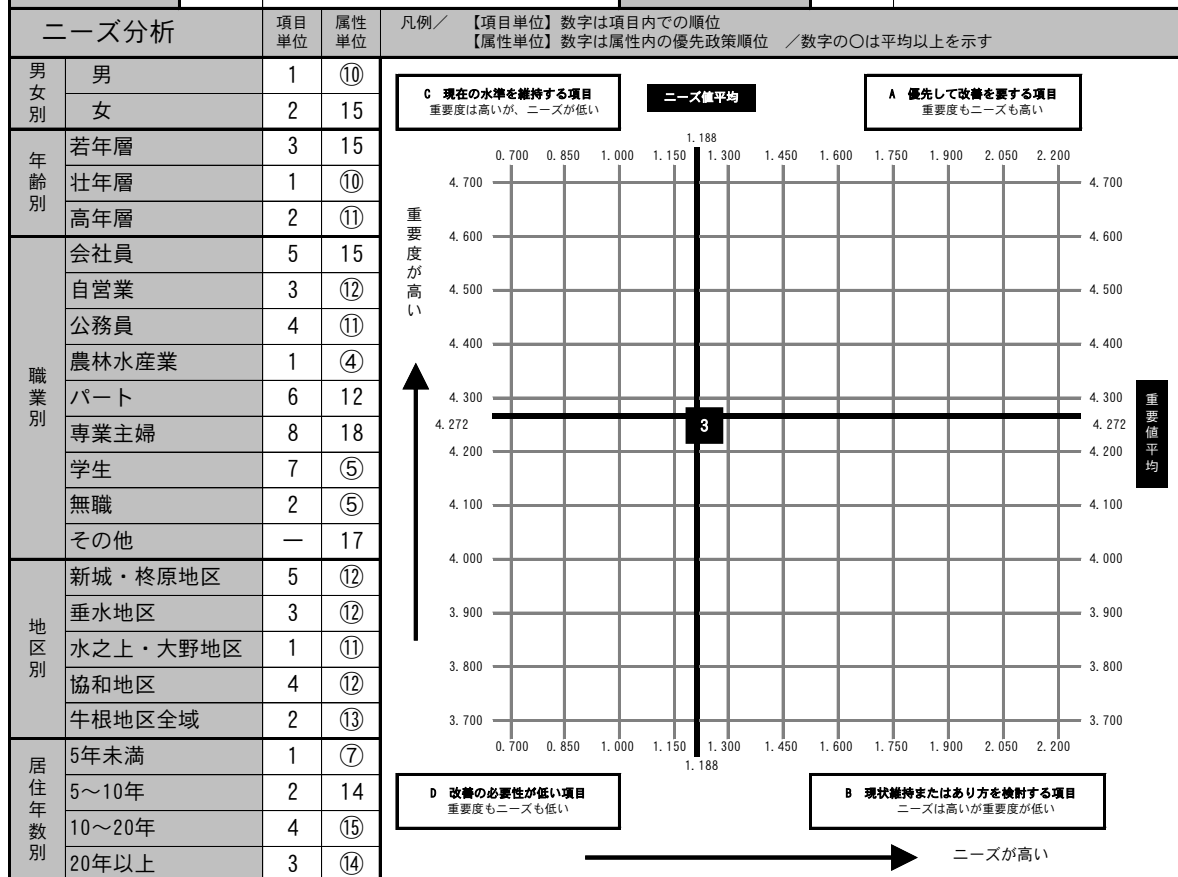 ニーズ分析 項目単位 属性単位
凡例／ 【項目単位】数字は項目内での順位
【属性単位】数字は属性内の優先政策順位 ／数字の〇は平均以上を示す
男女別
男 1 ⑩
女 2 15
年齢別
若年層 3 15
壮年層 1 ⑩
高年層 2 ⑪
職業別
会社員 5 15
自営業 3 ⑫
公務員 4 ⑪
農林水産業 1 ④
パート 6 12
専業主婦 8 18
学生 7 ⑤
無職 2 ⑤
その他 ― 17
地区別
新城・柊原地区 5 ⑫
垂水地区 3 ⑫
水之上・大野地区 1 ⑪
協和地区 4 ⑫
牛根地区全域 2 ⑬
居住年数別
5年未満 1 ⑦
5～10年 2 14
10～20年 4 ⑮
20年以上 3 ⑭
C 現在の水準を維持する項目
重要度は高いが、ニーズが低い
ニーズ値平均
A 優先して改善を要する項目
重要度もニーズも高い
1.188
0.700 0.850 1.000 1.150 1.300 1.450 1.600 1.750 1.900 2.050 2.200
4.700 4.700
重要度が高い
4.600 4.600
4.500 4.500
4.400 4.400
4.300 4.300
4.272 3 4.272
重要値平均
4.200 4.200
4.100 4.100
4.000 4.000
3.900 3.900
3.800 3.800
3.700 3.700
0.700 0.850 1.000 1.150 1.300 1.450 1.600 1.750 1.900 2.050 2.200
1.188
D 改善の必要性が低い項目
重要度もニーズも低い
B 現状維持またはあり方を検討する項目
ニーズは高いが重要度が低い
ニーズが高い